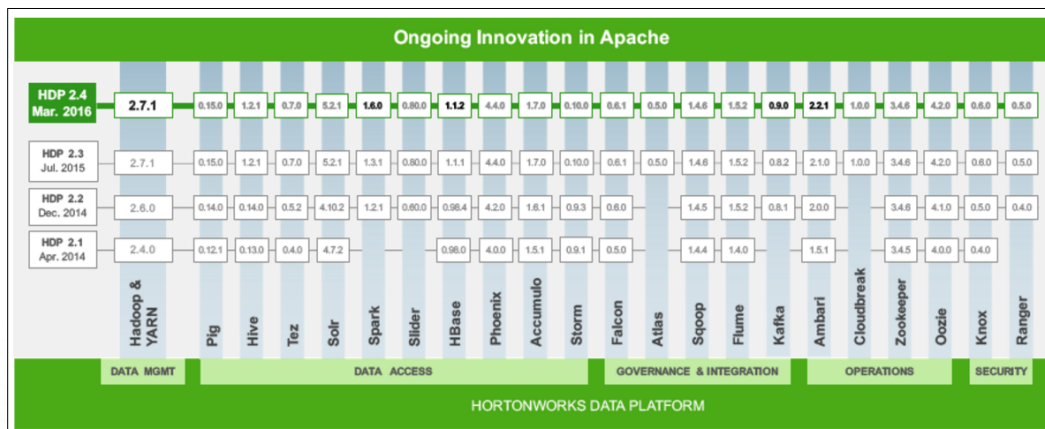 Ongoing Innovation in Apache
HDP 2.4
Mar. 2016
2.7.1 0.15.0 1.2.1 0.7.0 5.2.1 1.6.0 0.80.0 1.1.2 4.4.0 1.7.0 0.10.0 0.6.1 0.5.0 1.4.6 1.5.2 0.9.0 2.2.1 1.0.0 3.4.6 4.2.0 0.6.0 0.5.0
HDP 2.3
Jul. 2015
2.7.1 0.15.0 1.2.1 0.7.0 5.2.1 1.3.1 0.80.0 1.1.1 4.4.0 1.7.0 0.10.0 0.6.1 0.5.0 1.4.6 1.5.2 0.8.2 2.1.0 1.0.0 3.4.6 4.2.0 0.6.0 0.5.0
HDP 2.2
Dec. 2014
2.6.0 0.14.0 0.14.0 0.5.2 4.10.2 1.2.1 0.60.0 0.98.4 4.2.0 1.6.1 0.9.3 0.6.0 1.4.5 1.5.2 0.8.1 2.0.0 3.4.6 4.1.0 0.5.0 0.4.0
HDP 2.1
Apr. 2014
2.4.0 0.12.1 0.13.0 0.4.0 4.7.2 0.98.0 4.0.0 1.5.1 0.9.1 0.5.0 1.4.4 1.4.0 1.5.1 3.4.5 4.0.0 0.4.0
Hadoop &
YARN
Pig
Hive
Tez
Solr
Spark
Slider
HBase
Phoenix
Accumulo
Storm
Falcon
Atlas
Sqoop
Flume
Kafka
Ambari
Cloudbreak
Zookeeper
Oozie
Knox
Ranger
DATA MGMT DATA ACCESS GOVERNANCE & INTEGRATION OPERATIONS SECURITY
HORTONWORKS DATA PLATFORM